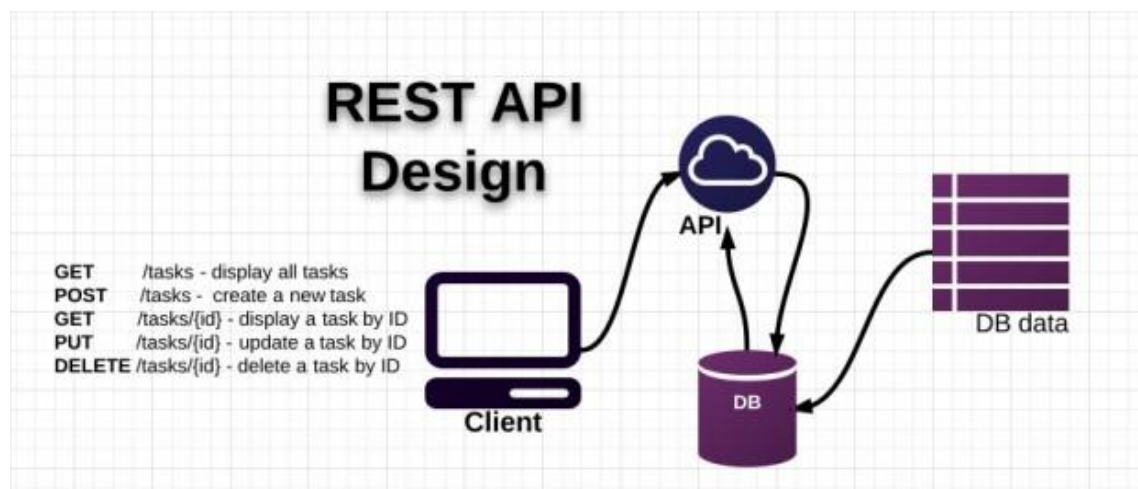 REST API
Design
API
GET /tasks - display all tasks
POST /tasks - create a new task
GET /tasks/{id} - display a task by ID
PUT /tasks/{id} - update a task by ID
DELETE /tasks/{id} - delete a task by ID
Client
DB
DB data